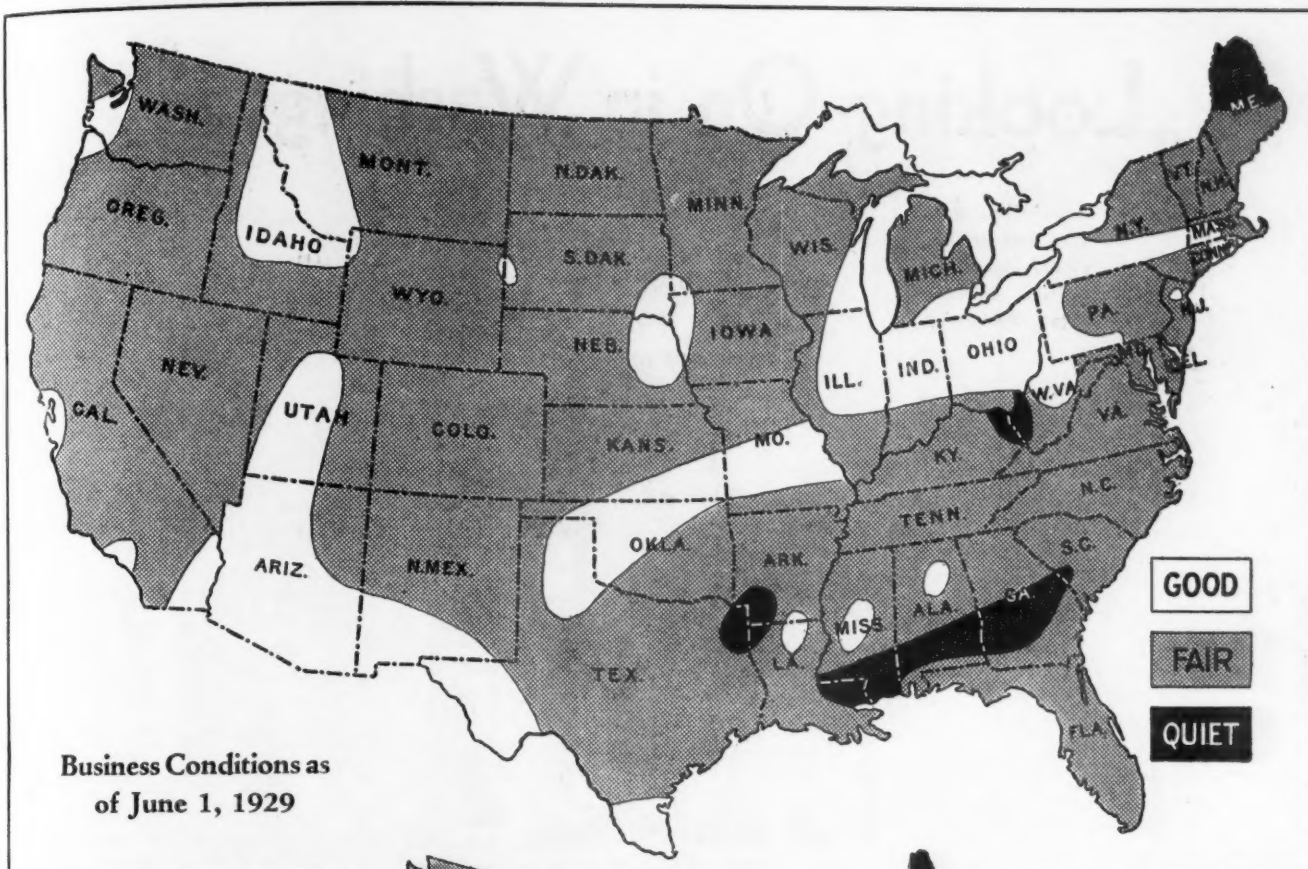 WASH.
MONT.
N.DAK.
MINN.
ME.
VT.
N.H.
OREG.
IDAHO
S.DAK.
WIS.
MICH.
N.Y.
MASS.
CONN.
WYO.
NEB.
IOWA
PA.
N.J.
NEV.
UTAH
COLO.
KANS.
MO.
ILL.
IND.
OHIO
W.VA.
MD.
DEL.
CAL.
KY.
VA.
ARIZ.
N.MEX.
OKLA.
ARK.
TENN.
N.C.
S.C.
TEX.
LA.
MISS.
ALA.
GA.
FLA.
GOOD
FAIR
QUIET
Business Conditions as
of June 1, 1929